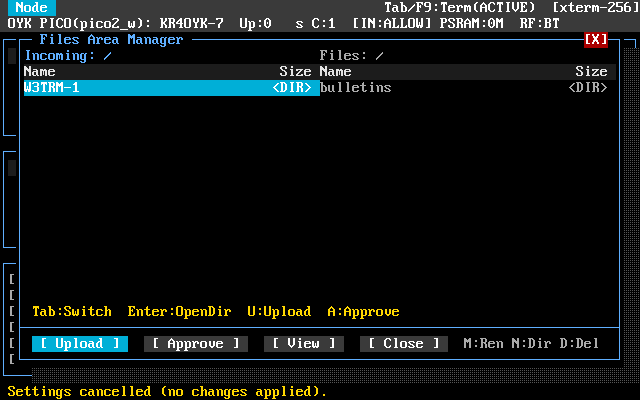 Node Tab/F9:Term(ACTIVE) [xterm-256]
OYK PICO(pico2_w): KR4OYK-7 Up:0 s C:1 [IN:ALLOW] PSRAM:0M RF:BT
Files Area Manager [X]
Incoming: / Files: /
Name Size Name Size
W3TRM-1 <DIR> bulletins <DIR>
[
[
Tab:Switch Enter:OpenDir U:Upload A:Approve
[
[
[ Upload ] [ Approve ] [ View ] [ Close ] M:Ren N:Dir D:Del
[
Settings cancelled (no changes applied).